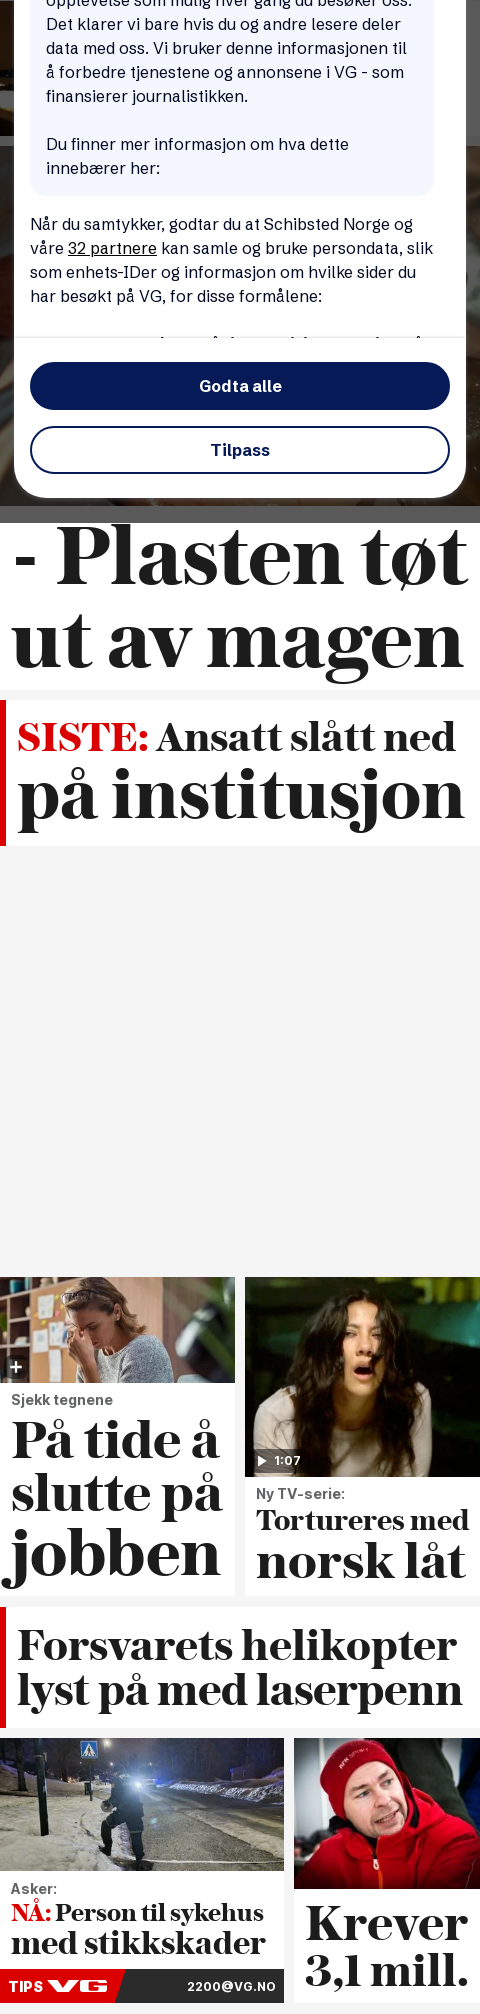 opplevelse som mulig hver gang du besøker oss.
Det klarer vi bare hvis du og andre lesere deler
data med oss. Vi bruker denne informasjonen til
å forbedre tjenestene og annonsene i VG - som
finansierer journalistikken.
Du finner mer informasjon om hva dette
innebærer her:
Når du samtykker, godtar du at Schibsted Norge og
våre 32 partnere kan samle og bruke persondata, slik
som enhets-IDer og informasjon om hvilke sider du
har besøkt på VG, for disse formålene:
Godta alle
Tilpass
- Plasten tøt
ut av magen
SISTE: Ansatt slått ned
på institusjon
Sjekk tegnene
På tide å
slutte på
jobben
1:07
Ny TV-serie:
Tortureres med
norsk låt
Forsvarets helikopter
lyst på med laserpenn
Asker:
NÅ: Person til sykehus
med stikkskader
TIPS VG 2200@VG.NO
Krever
3,1 mill.